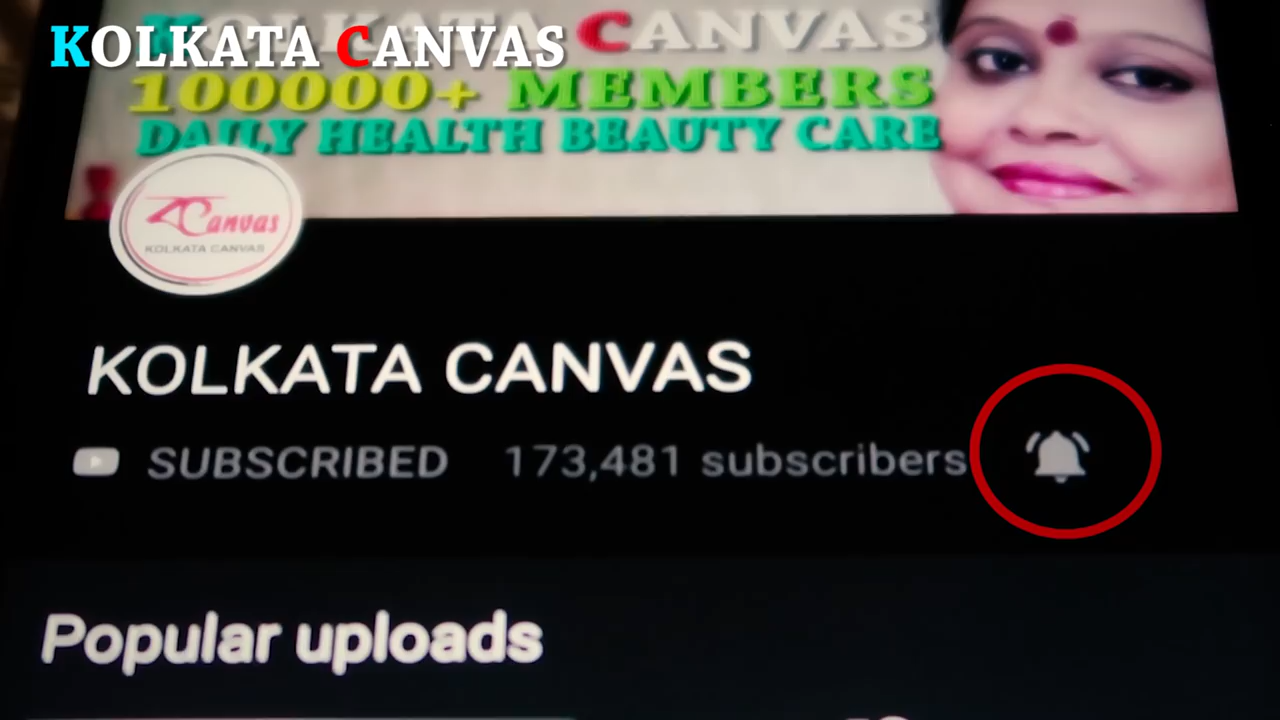 KOLKATA CANVAS
KOLKATA CANVAS
100000+ MEMBERS
DAILY HEALTH BEAUTY CARE
Canvas
KOLKATA CANVAS
KOLKATA CANVAS
SUBSCRIBED 173,481 subscribers
Popular uploads